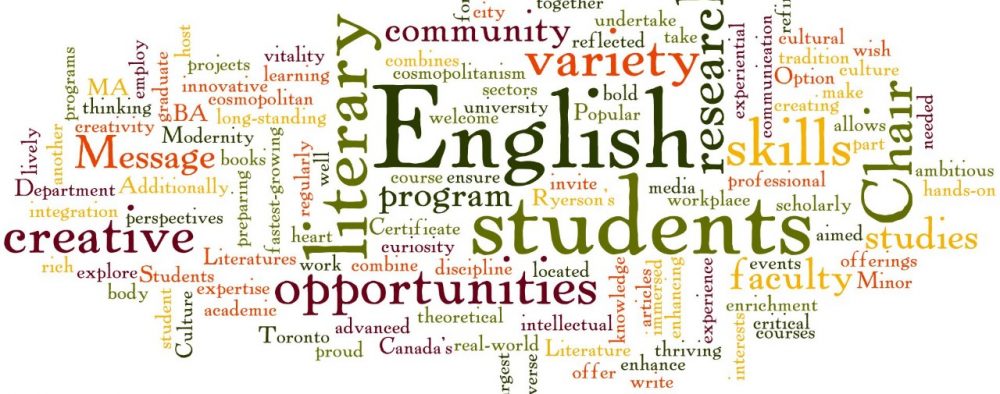 together
for
city
undertake
cultural
community
reflected
take
tradition
wish
host
vitality
combines
variety
research
experiential
communication
Option
culture
projects
employ
programs
MA
graduate
innovative
learning
cosmopolitanism
sectors
bold
make
thinking
BA
cosmopolitan
literary
English
university
Popular
creating
Chair
needed
creativity
long-standing
welcome
skills
allows
Modernity
part
lively
another
Message
books
regularly
well
course
ensure
invite
media
professional
ambitious
Department
Additionally
preparing
fastest-growing
program
Ryerson's
workplace
scholarly
hands-on
integration
perspectives
Certificate
students
aimed
studies
creative
heart
curiosity
rich
explore
Students
Literatures
work
combine
discipline
located
knowledge
articles
immersed
enhancing
experience
faculty
events
offerings
Minor
body
expertise
opportunities
student
Culture
academic
theoretical
enrichment
Toronto
advanced
intellectual
critical
courses
proud
Canada's
real-world
Literature
thriving
interests
offer
enhance
write